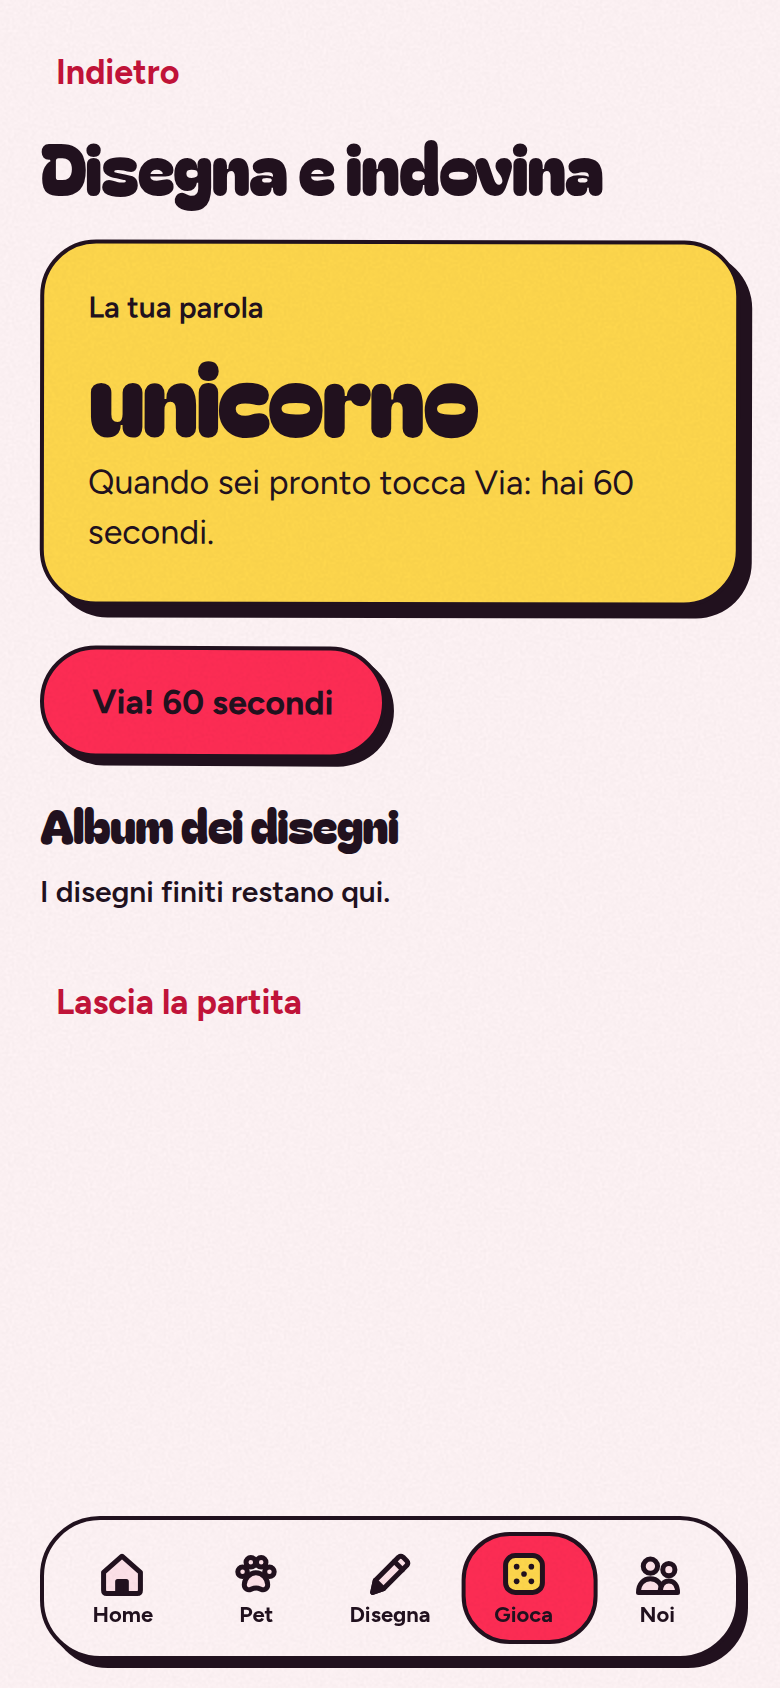 Indietro
Disegna e indovina
La tua parola
unicorno
Quando sei pronto tocca Via: hai 60
secondi.
Via! 60 secondi
Album dei disegni
I disegni finiti restano qui.
Lascia la partita
Home
Pet
Disegna
Gioca
Noi